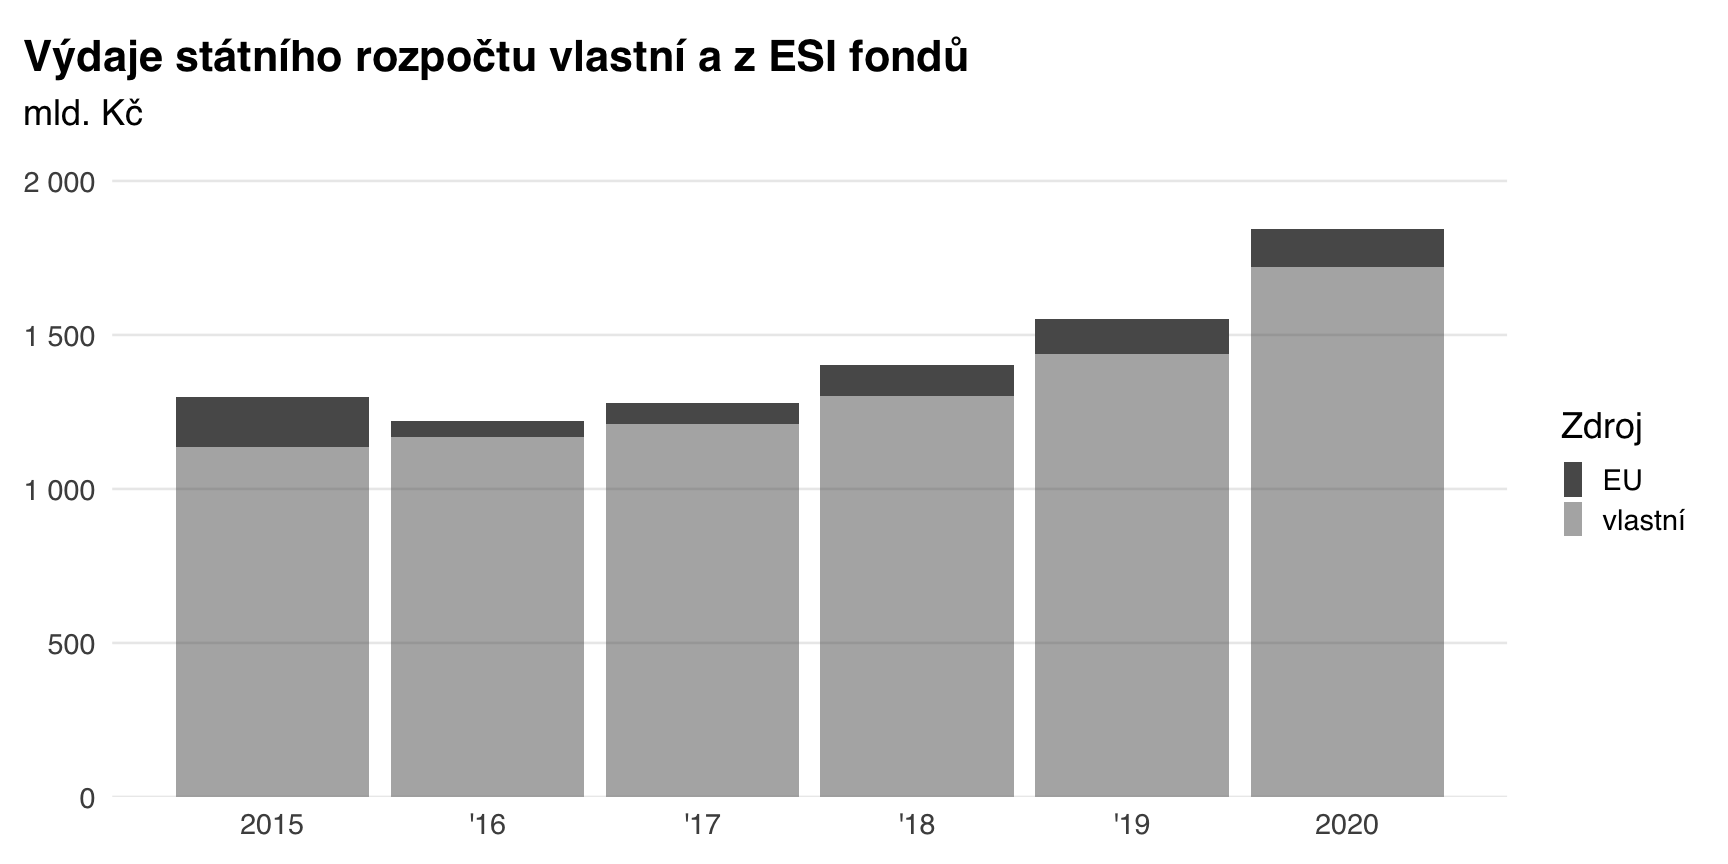 Výdaje státního rozpočtu vlastní a z ESI fondů
mld. Kč
2 000
1 500
1 000
500
0
2015
'16
'17
'18
'19
2020
Zdroj
EU
vlastní